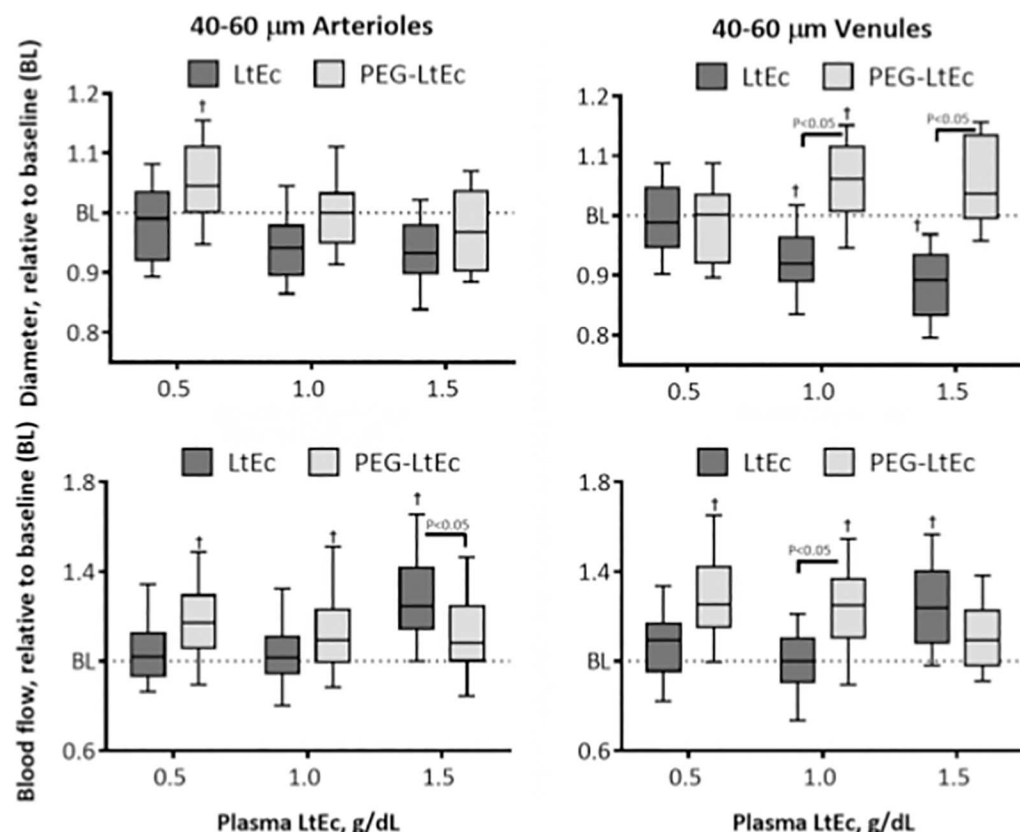 40-60 μm Arterioles
LtEc PEG-LtEc
Diameter, relative to baseline (BL)
1.2
†
1.1
BL
0.9
0.8
0.5 1.0 1.5
40-60 μm Venules
LtEc PEG-LtEc
1.2
†
P<0.05
P<0.05
1.1
†
BL
†
0.9
0.8
0.5 1.0 1.5
Blood flow, relative to baseline (BL)
LtEc PEG-LtEc
1.8
†
P<0.05
† †
1.4
BL
0.6
0.5 1.0 1.5
Plasma LtEc, g/dL
LtEc PEG-LtEc
1.8
†
† †
P<0.05
1.4
BL
0.6
0.5 1.0 1.5
Plasma LtEc, g/dL